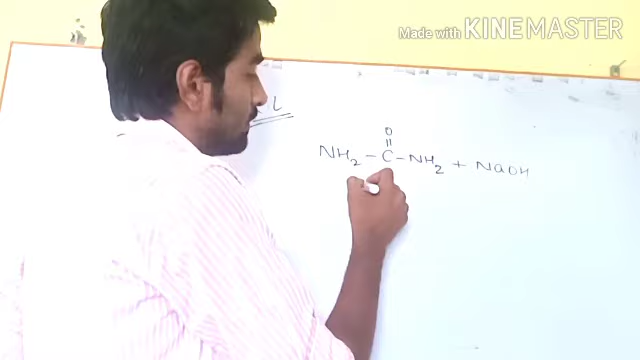 Made with KINEMASTER
O
||
NH₂ – C – NH₂ + NaOH